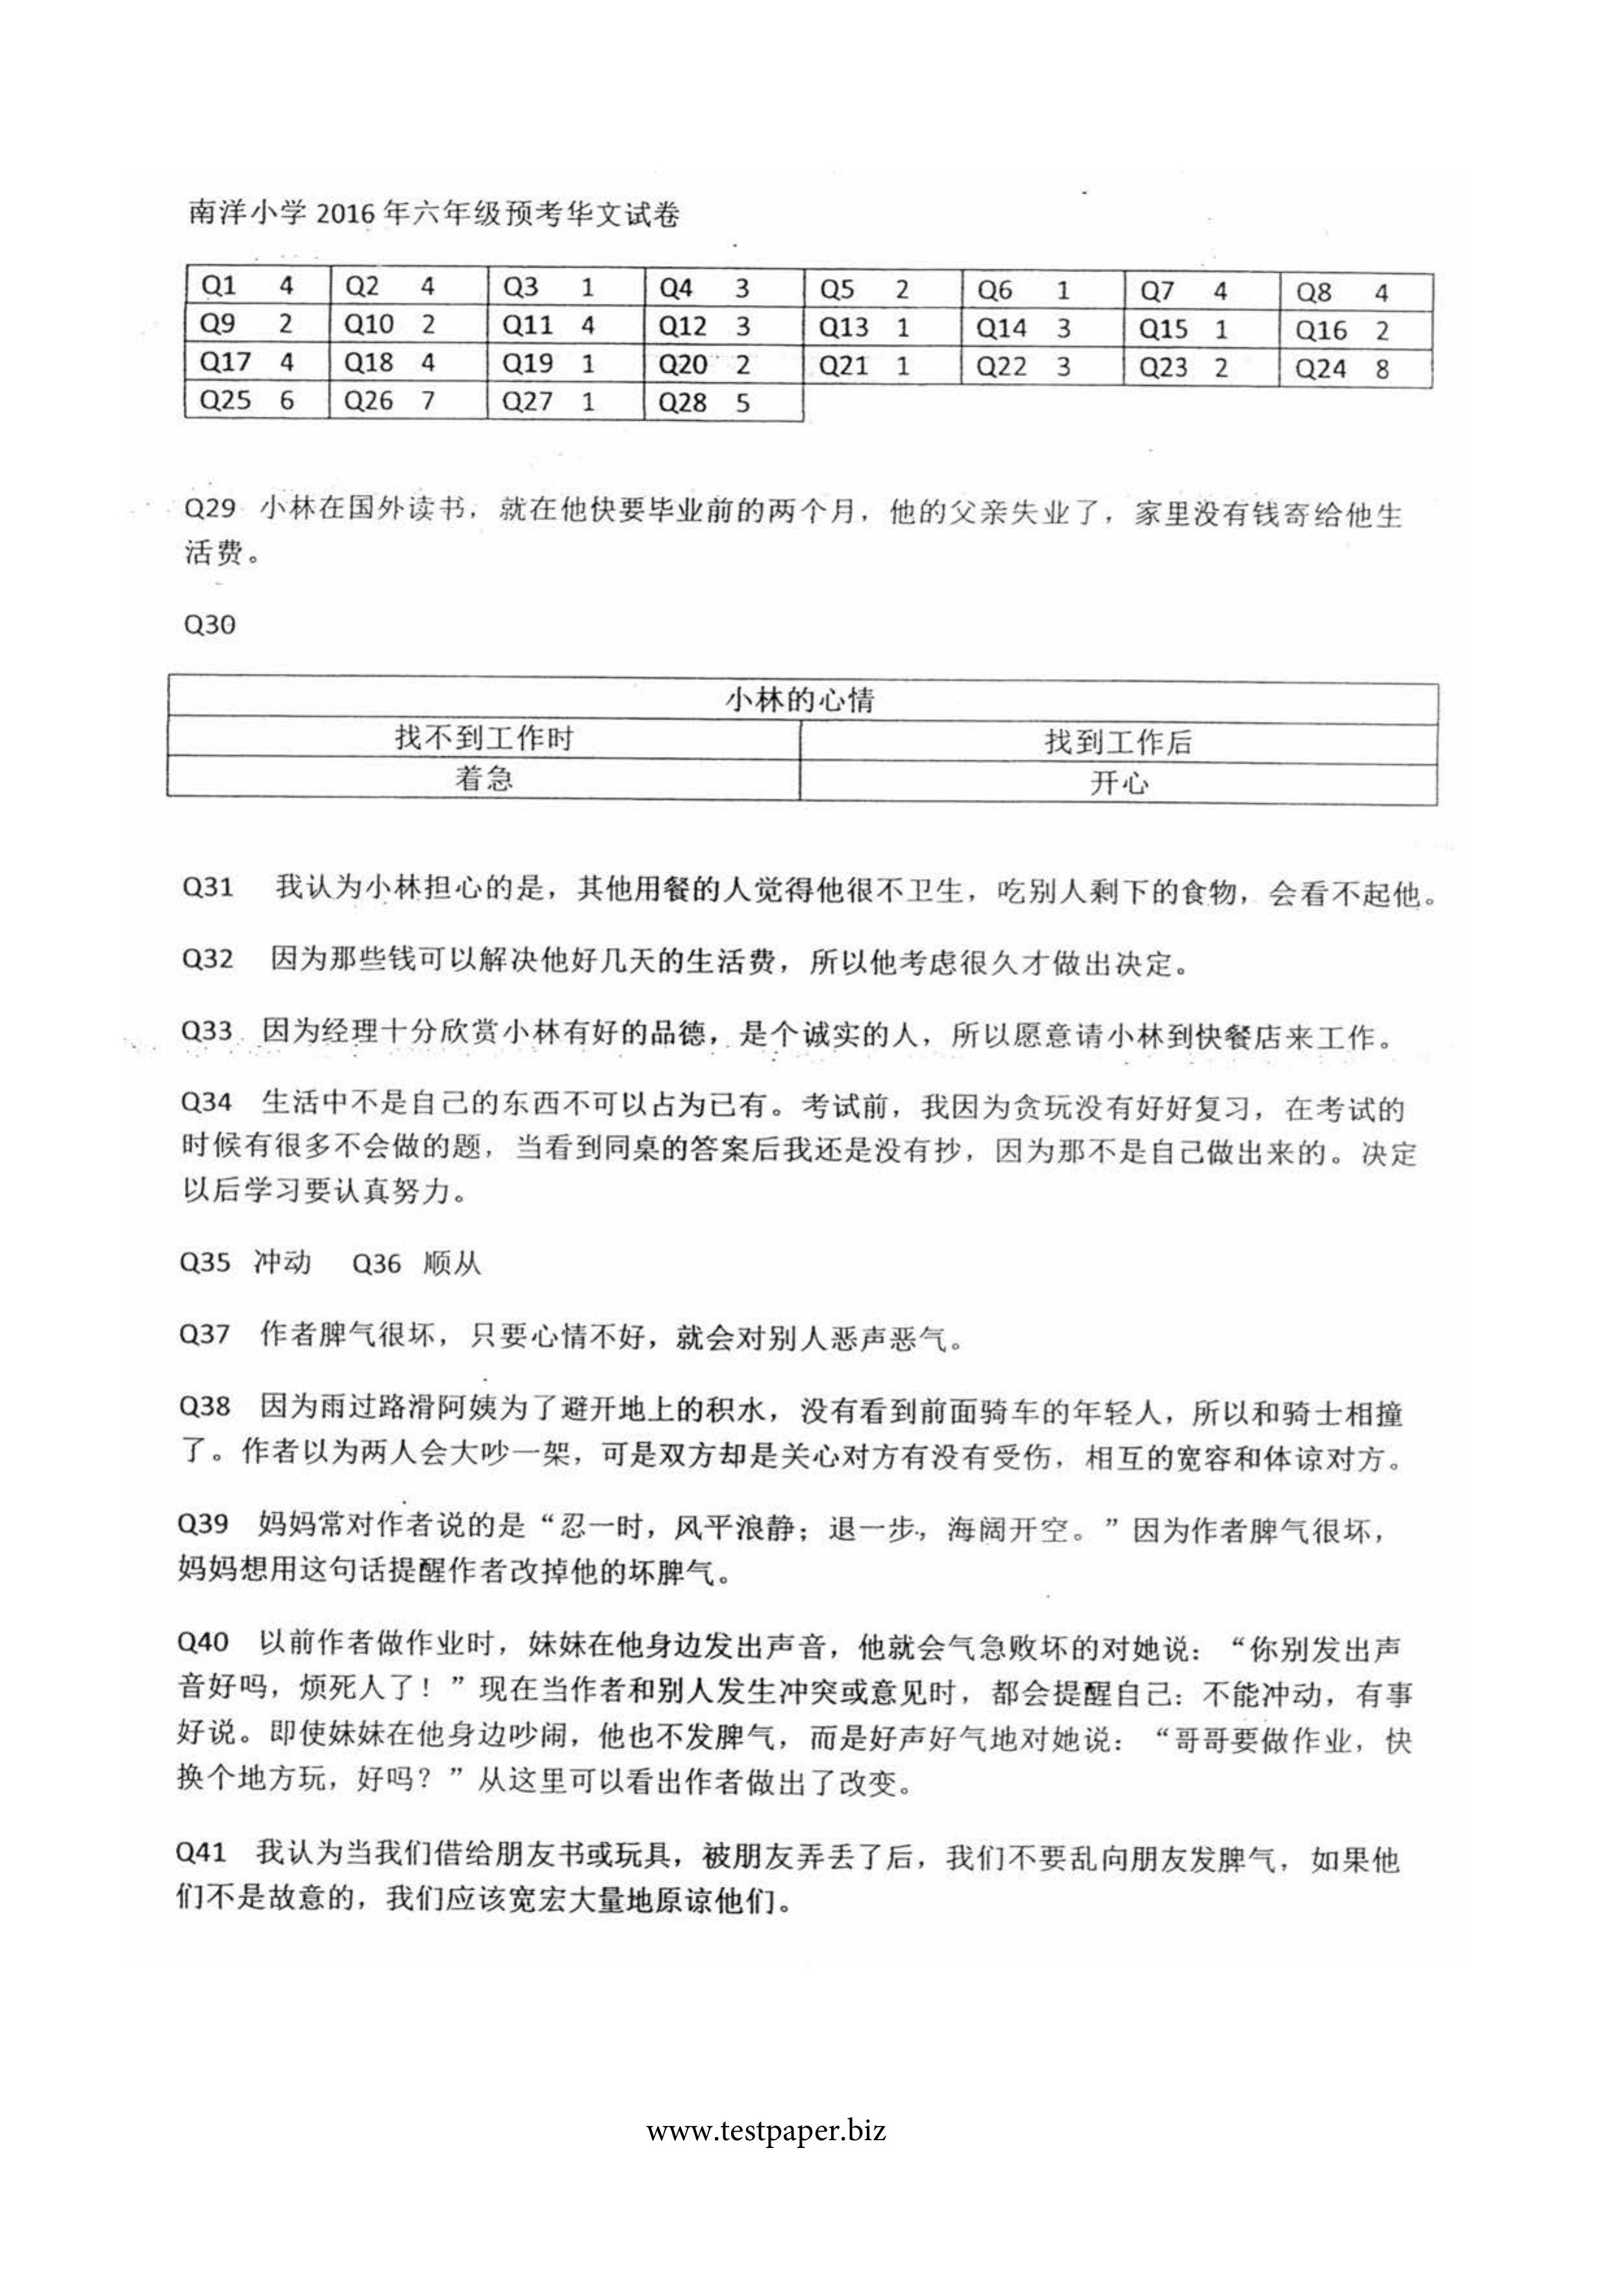 南洋小学 2016 年六年级预考华文试卷
Q1 4 Q2 4 Q3 1 Q4 3 Q5 2 Q6 1 Q7 4 Q8 4
Q9 2 Q10 2 Q11 4 Q12 3 Q13 1 Q14 3 Q15 1 Q16 2
Q17 4 Q18 4 Q19 1 Q20 2 Q21 1 Q22 3 Q23 2 Q24 8
Q25 6 Q26 7 Q27 1 Q28 5
Q29 小林在国外读书，就在他快要毕业前的两个月，他的父亲失业了，家里没有钱寄给他生
活费。
Q30
小林的心情
找不到工作时 找到工作后
着急 开心
Q31 我认为小林担心的是，其他用餐的人觉得他很不卫生，吃别人剩下的食物，会看不起他。
Q32 因为那些钱可以解决他好几天的生活费，所以他考虑很久才做出决定。
Q33 因为经理十分欣赏小林有好的品德，是个诚实的人，所以愿意请小林到快餐店来工作。
Q34 生活中不是自己的东西不可以占为已有。考试前，我因为贪玩没有好好复习，在考试的
时候有很多不会做的题，当看到同桌的答案后我还是没有抄，因为那不是自己做出来的。决定
以后学习要认真努力。
Q35 冲动 Q36 顺从
Q37 作者脾气很坏，只要心情不好，就会对别人恶声恶气。
Q38 因为雨过路滑阿姨为了避开地上的积水，没有看到前面骑车的年轻人，所以和骑士相撞
了。作者以为两人会大吵一架，可是双方却是关心对方有没有受伤，相互的宽容和体谅对方。
Q39 妈妈常对作者说的是“忍一时，风平浪静；退一步，海阔开空。”因为作者脾气很坏，
妈妈想用这句话提醒作者改掉他的坏脾气。
Q40 以前作者做作业时，妹妹在他身边发出声音，他就会气急败坏的对她说：“你别发出声
音好吗，烦死人了！”现在当作者和别人发生冲突或意见时，都会提醒自己：不能冲动，有事
好说。即使妹妹在他身边吵闹，他也不发脾气，而是好声好气地对她说：“哥哥要做作业，快
换个地方玩，好吗？”从这里可以看出作者做出了改变。
Q41 我认为当我们借给朋友书或玩具，被朋友弄丢了后，我们不要乱向朋友发脾气，如果他
们不是故意的，我们应该宽宏大量地原谅他们。
www.testpaper.biz